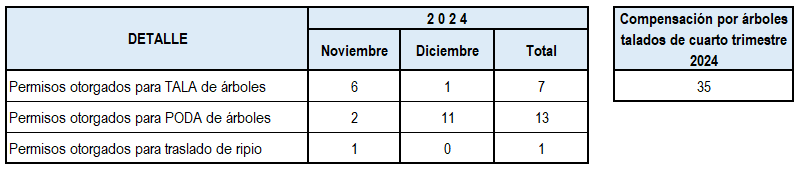 DETALLE
2 0 2 4
Noviembre Diciembre Total
Permisos otorgados para TALA de árboles 6 1 7
Permisos otorgados para PODA de árboles 2 11 13
Permisos otorgados para traslado de ripio 1 0 1
Compensación por árboles
talados de cuarto trimestre
2024
35